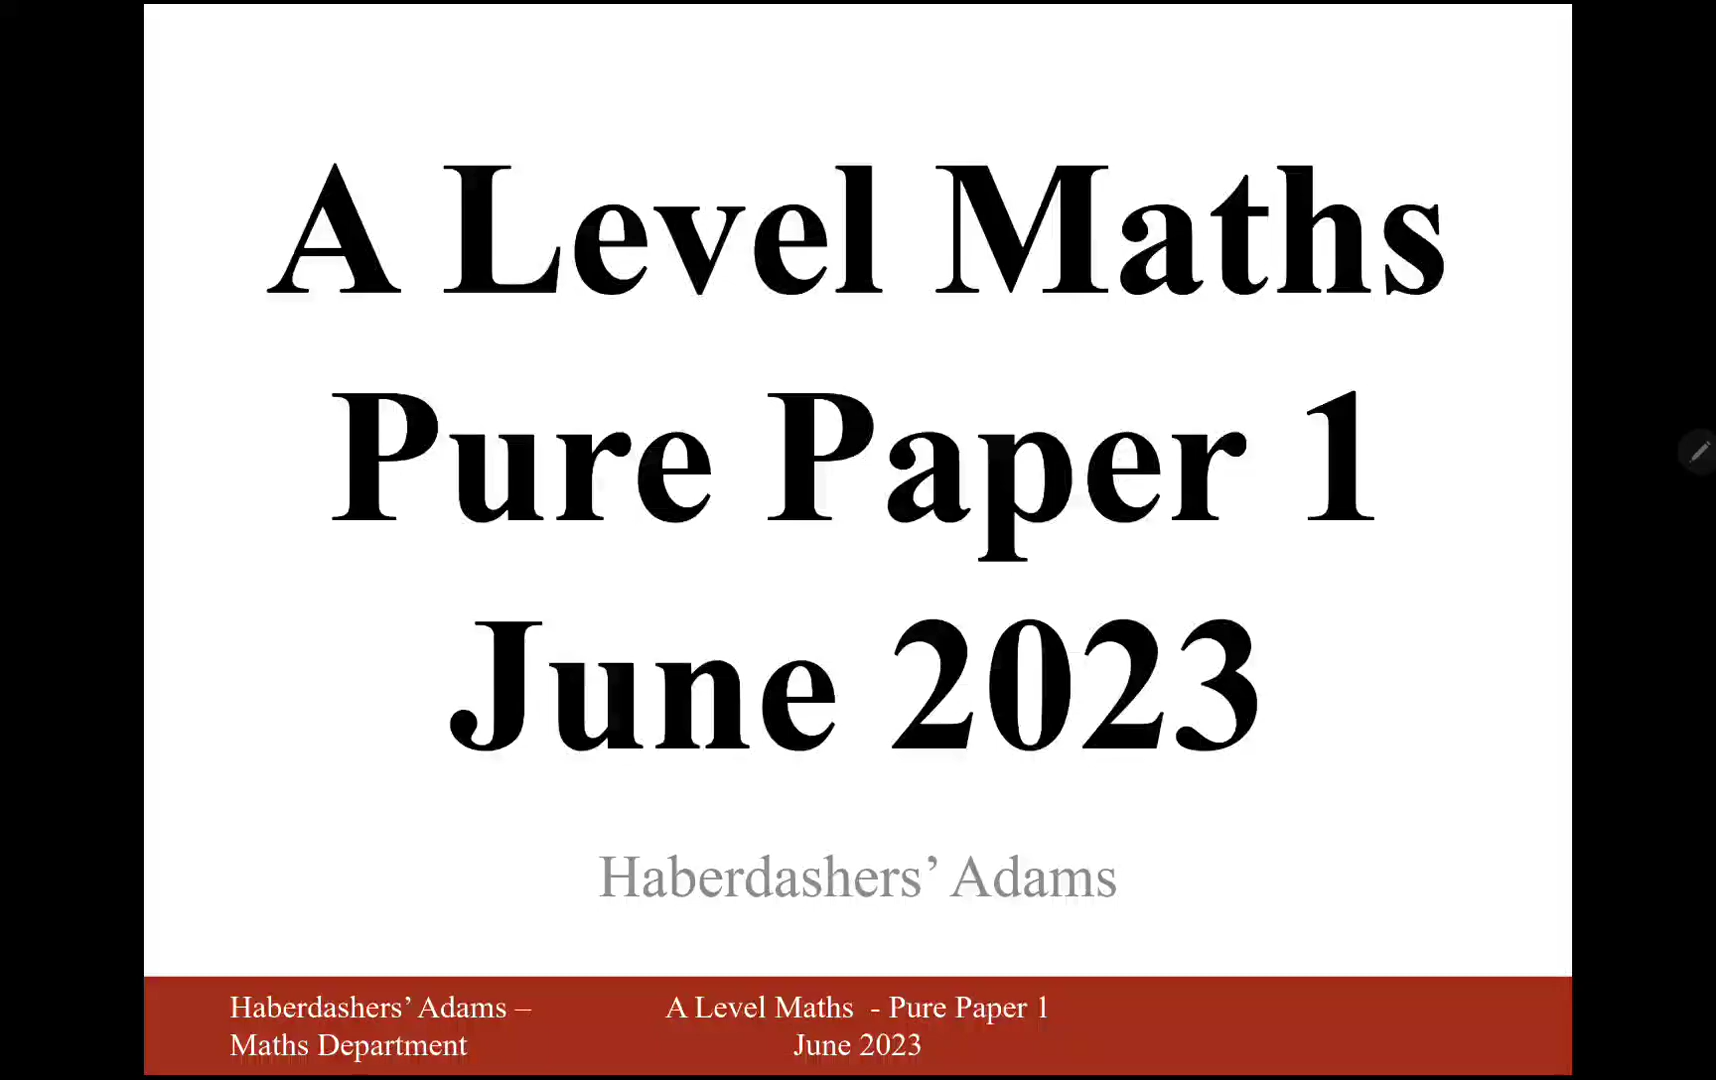 A Level Maths
Pure Paper 1
June 2023
Haberdashers’ Adams
Haberdashers’ Adams –
Maths Department
A Level Maths  - Pure Paper 1
June 2023